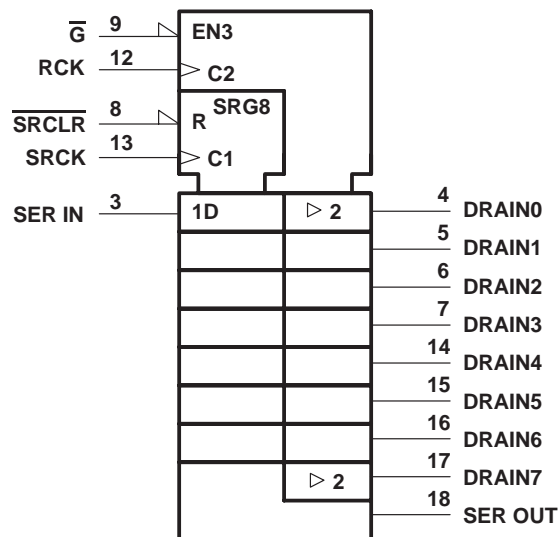 G 9 EN3
RCK 12 C2
SRG8
SRCLR 8 R
SRCK 13 C1
SER IN 3 1D 2 4 DRAIN0
5 DRAIN1
6 DRAIN2
7 DRAIN3
14 DRAIN4
15 DRAIN5
16 DRAIN6
2 17 DRAIN7
18 SER OUT